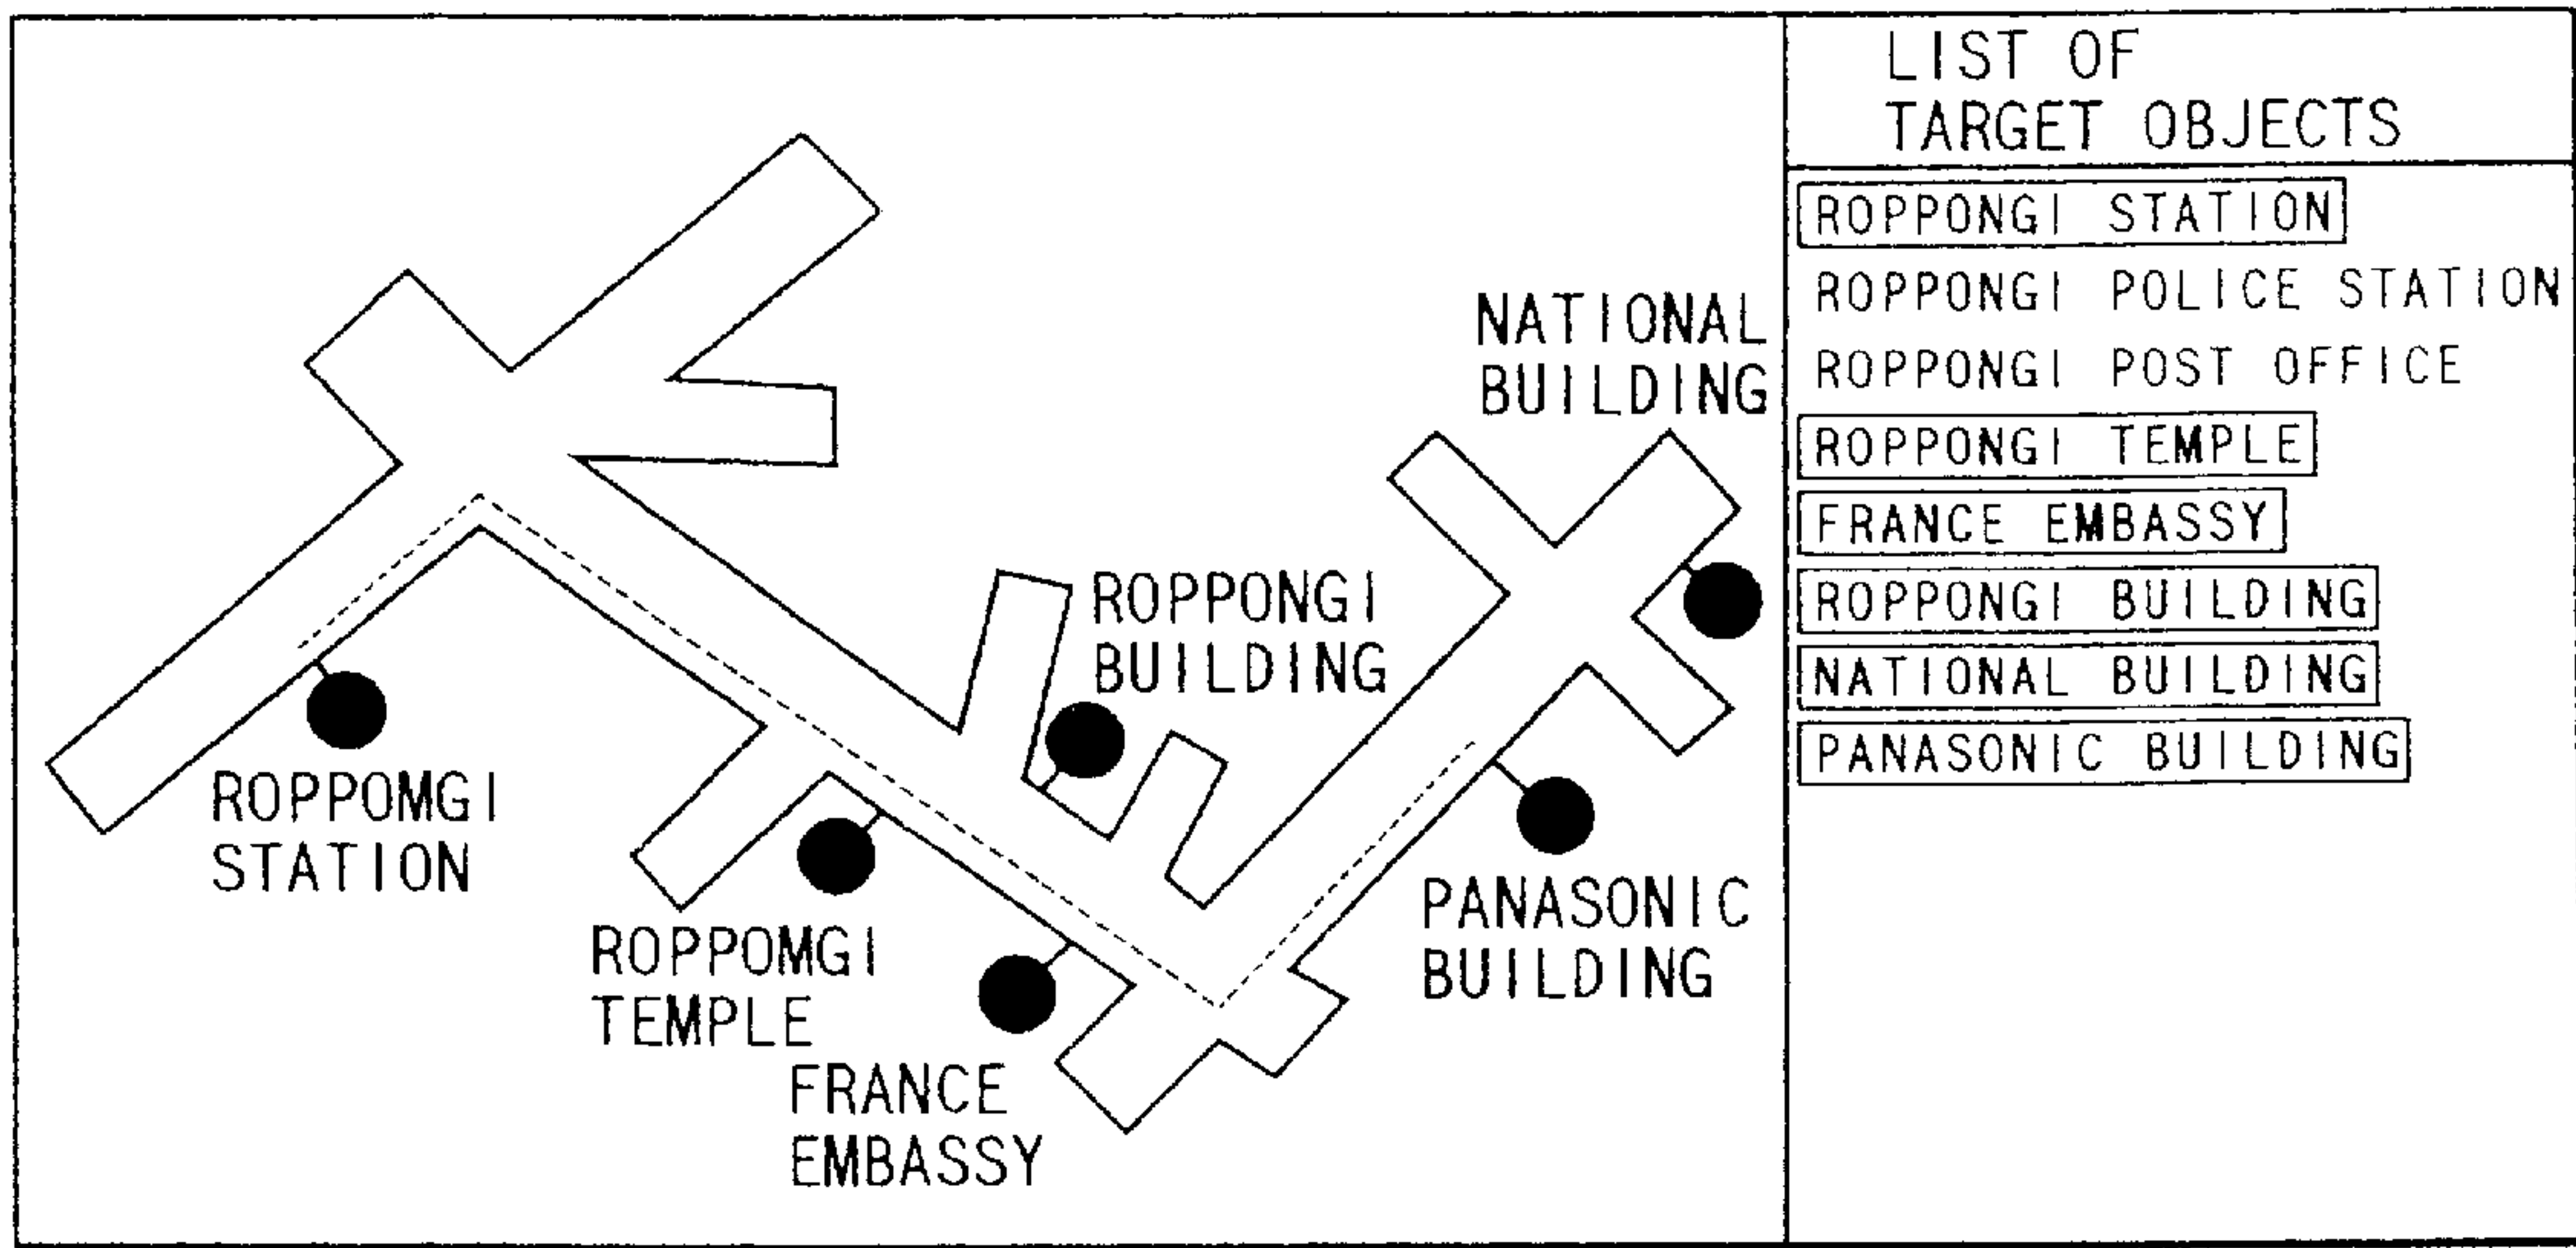 NATIONAL
BUILDING
ROPPONGI
BUILDING
ROPPOMGI
STATION
ROPPOMGI
TEMPLE
FRANCE
EMBASSY
PANASONIC
BUILDING
LIST OF
TARGET OBJECTS
ROPPONGI STATION
ROPPONGI POLICE STATION
ROPPONGI POST OFFICE
ROPPONGI TEMPLE
FRANCE EMBASSY
ROPPONGI BUILDING
NATIONAL BUILDING
PANASONIC BUILDING